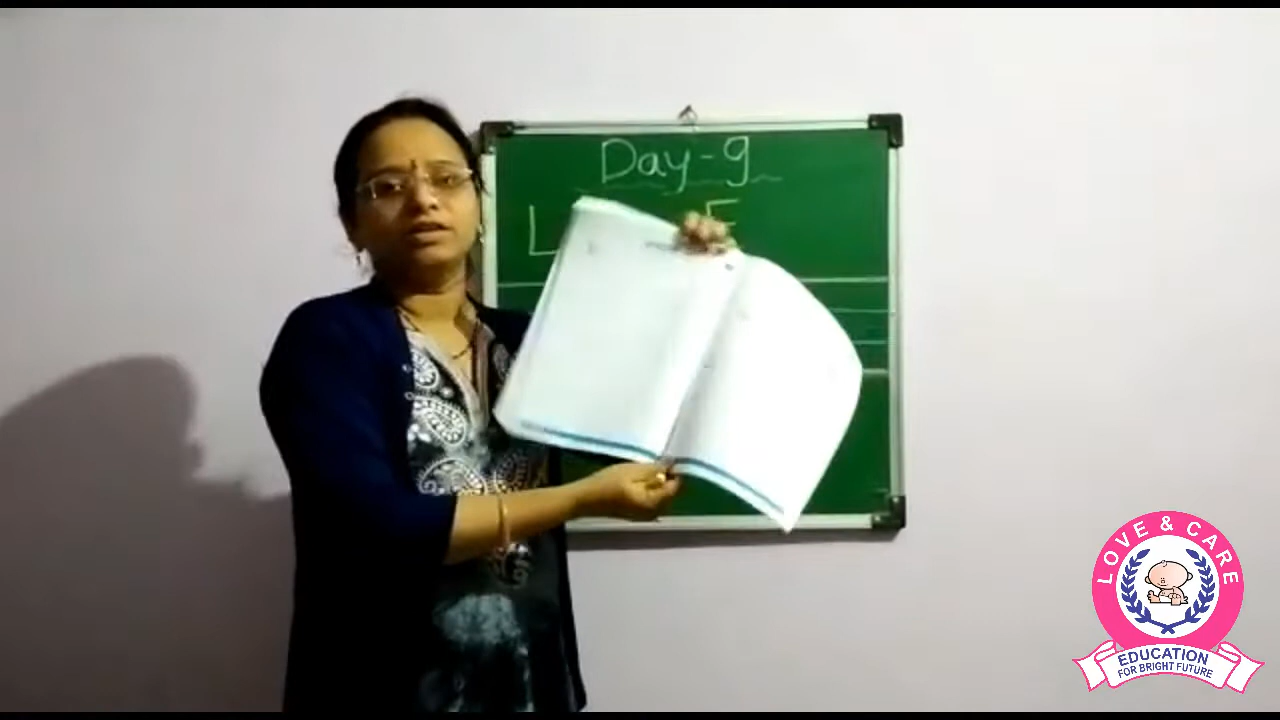 Day-9
L
F
LOVE & CARE
EDUCATION
FOR BRIGHT FUTURE